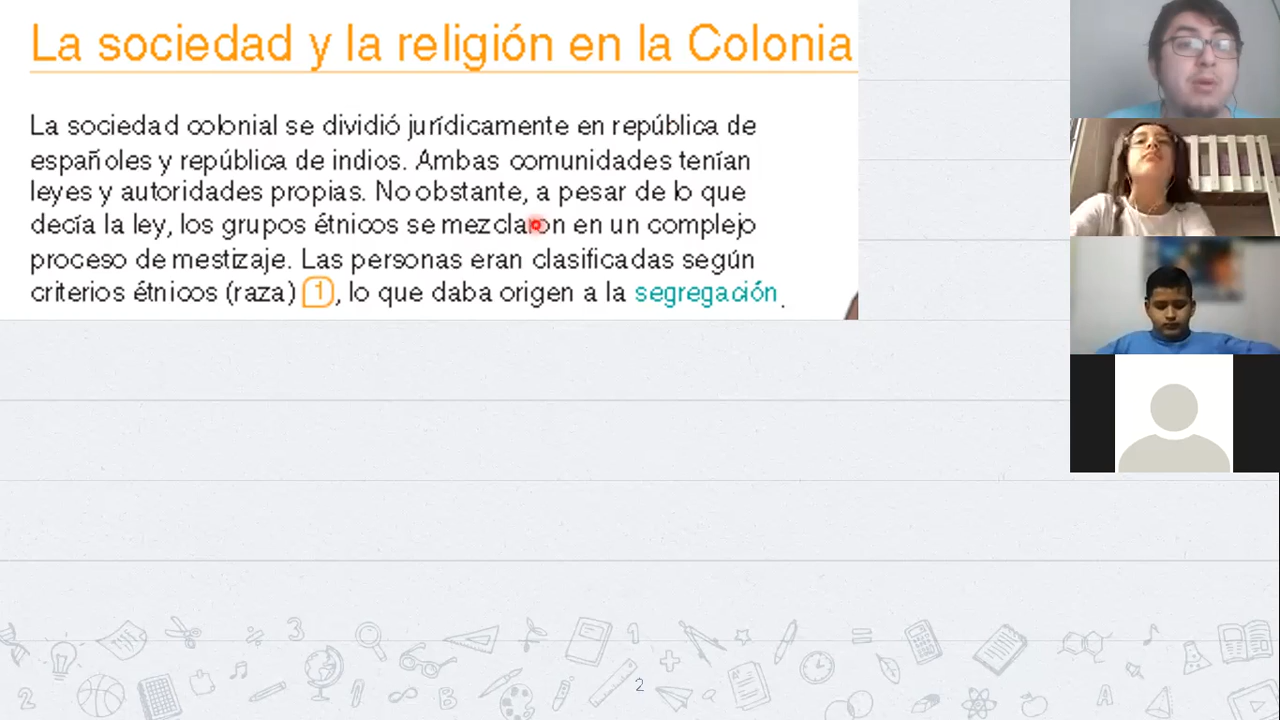 La sociedad y la religión en la Colonia
La sociedad colonial se dividió jurídicamente en república de
españoles y república de indios. Ambas comunidades tenían
leyes y autoridades propias. No obstante, a pesar de lo que
decía la ley, los grupos étnicos se mezclaron en un complejo
proceso de mestizaje. Las personas eran clasificadas según
criterios étnicos (raza) 1, lo que daba origen a la segregación.
2